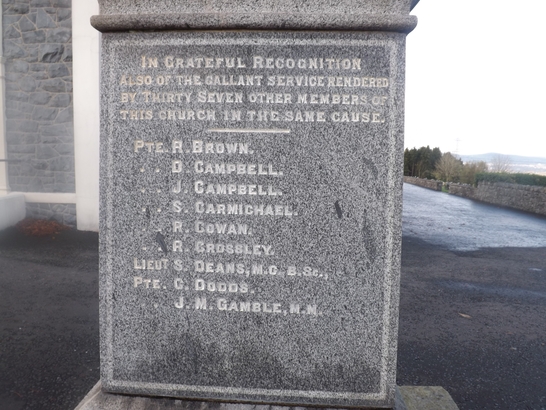 IN GRATEFUL RECOGNITION
ALSO OF THE GALLANT SERVICE RENDERED
BY THIRTY SEVEN OTHER MEMBERS OF
THIS CHURCH IN THE SAME CAUSE.
PTE. R. BROWN.
. . D. CAMPBELL.
. . J. CAMPBELL.
. . S. CARMICHAEL.
. . R. COWAN.
. . R. CROSSLEY.
LIEUT S. DEANS, M.C. B.Sc.,
PTE. C. DODDS.
. . J. M. GAMBLE, M.M.